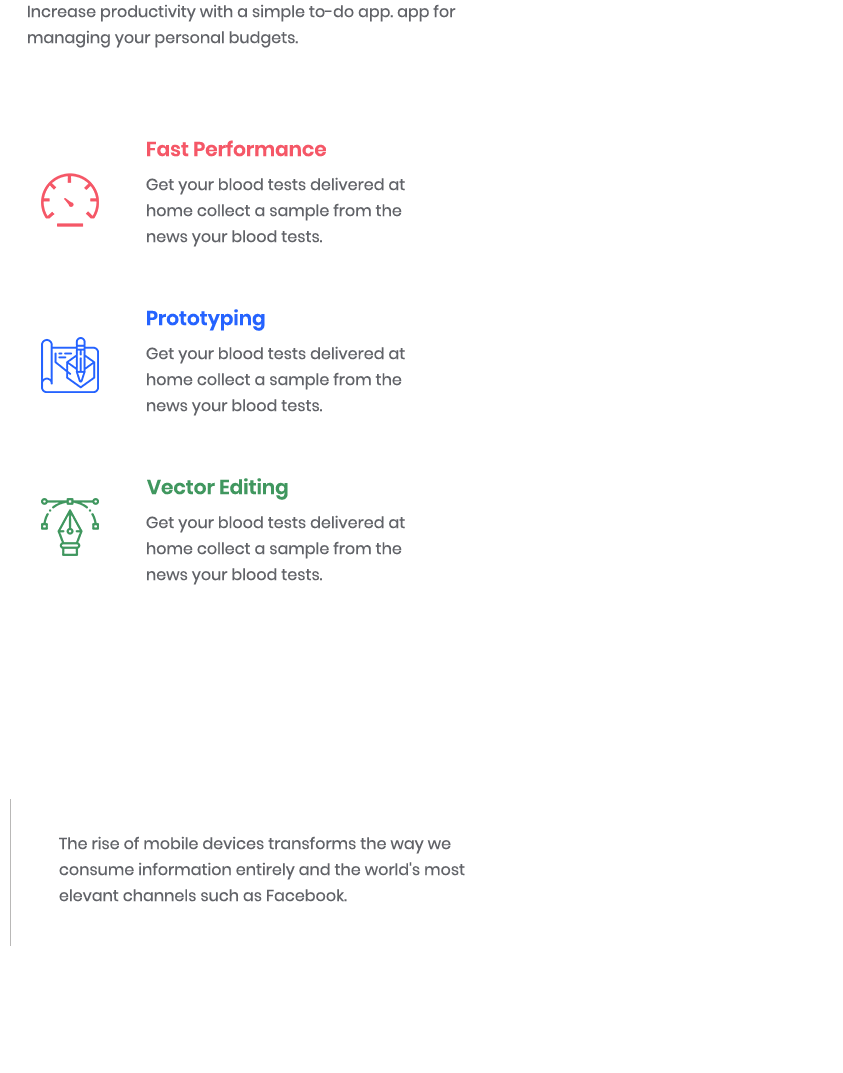 Increase productivity with a simple to-do app. app for
managing your personal budgets.
Fast Performance
Get your blood tests delivered at
home collect a sample from the
news your blood tests.
Prototyping
Get your blood tests delivered at
home collect a sample from the
news your blood tests.
Vector Editing
Get your blood tests delivered at
home collect a sample from the
news your blood tests.
The rise of mobile devices transforms the way we
consume information entirely and the world's most
elevant channels such as Facebook.